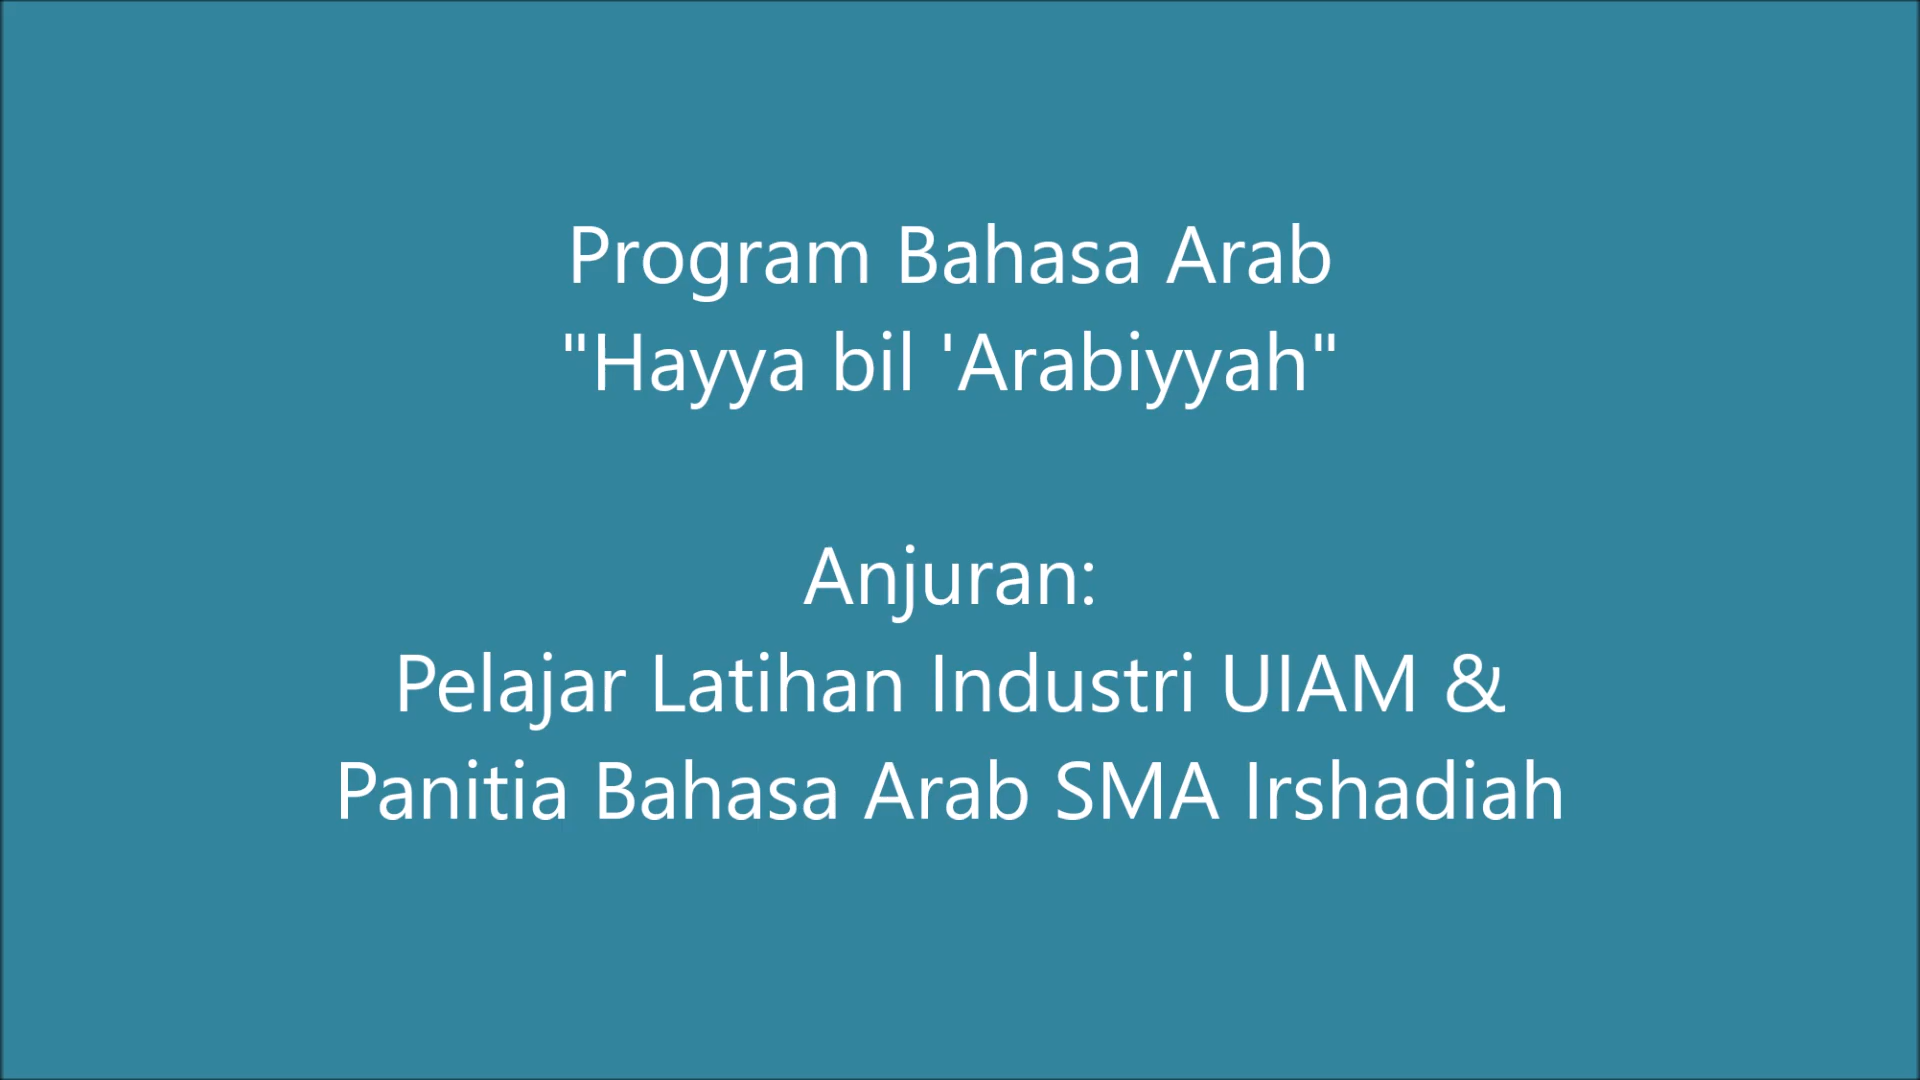 Program Bahasa Arab
"Hayya bil 'Arabiyyah"
Anjuran:
Pelajar Latihan Industri UIAM &
Panitia Bahasa Arab SMA Irshadiah